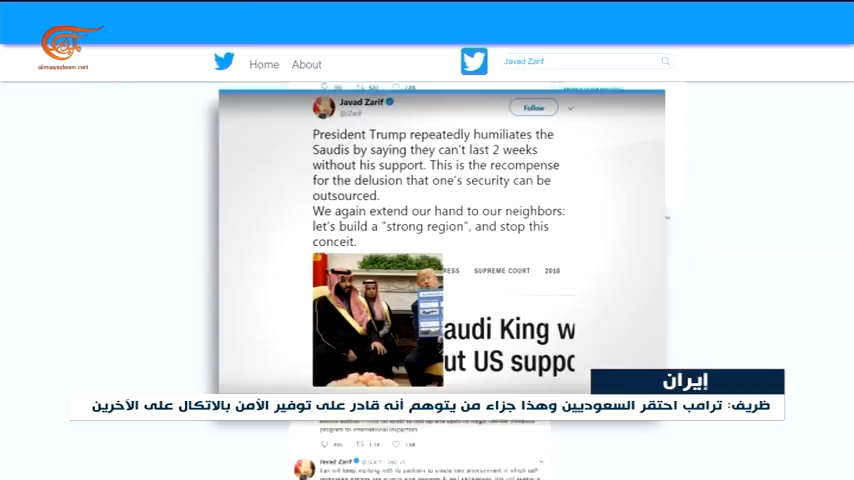 almayadeen.net
Home
About
Javad Zarif
Javad Zarif
Follow
President Trump repeatedly humiliates the
Saudis by saying they can't last 2 weeks
without his support. This is the recompense
for the delusion that one's security can be
outsourced.
We again extend our hand to our neighbors:
let's build a "strong region", and stop this
conceit.
RESS SUPREME COURT 2018
audi King w
ut US suppo
إيران
ظريف: ترامب احتقر السعوديين وهذا جزاء من يتوهم أنه قادر على توفير الأمن بالاتكال على الآخرين
program to international inspectors.
Javad Zarif